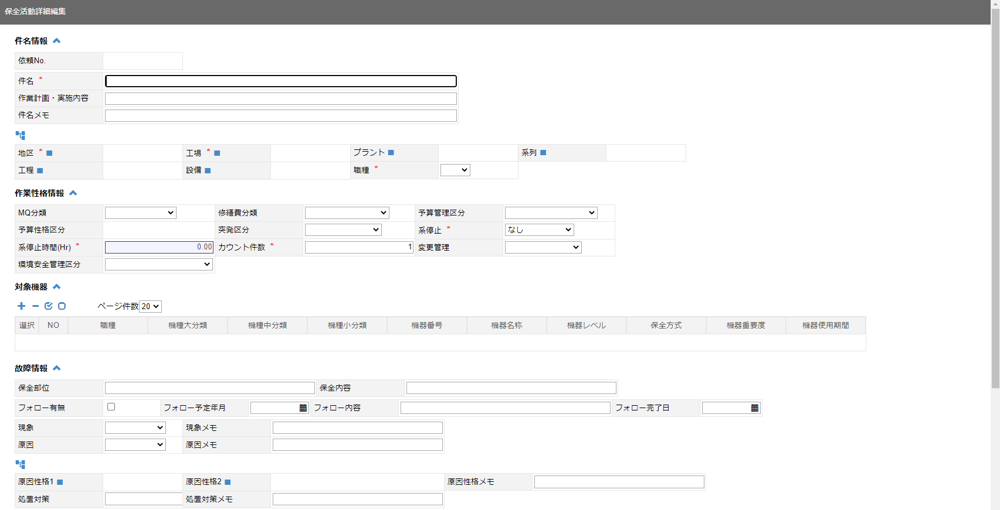 保全活動詳細編集
件名情報
依頼No.
件名 *
作業計画・実施内容
件名メモ
地区 * 工場 * プラント 系列
工程 設備 職種 *
作業性格情報
MQ分類 修繕費分類 予算管理区分
予算性格区分 突発区分 系停止 * なし
系停止時間(Hr) * 0.00 カウント件数 * 1 変更管理
環境安全管理区分
対象機器
ページ件数 20
選択 NO 職種 機種大分類 機種中分類 機種小分類 機器番号 機器名称 機器レベル 保全方式 機器重要度 機器使用期間
故障情報
保全部位 保全内容
フォロー有無 フォロー予定年月 フォロー内容 フォロー完了日
現象 現象メモ
原因 原因メモ
原因性格1 原因性格2 原因性格メモ
処置対策 処置対策メモ